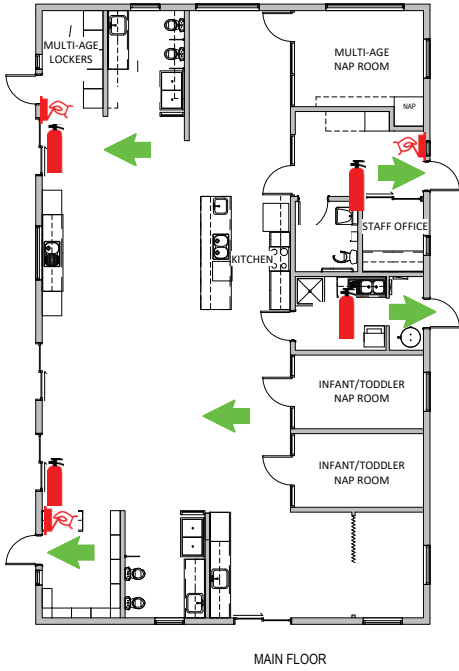 MULTI-AGE
LOCKERS
MULTI-AGE
NAP ROOM
NAP
STAFF OFFICE
KITCHEN
INFANT/TODDLER
NAP ROOM
INFANT/TODDLER
NAP ROOM
MAIN FLOOR